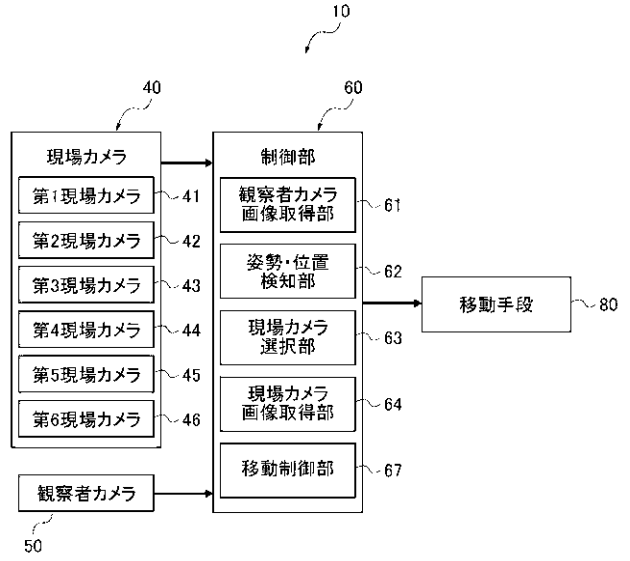 10
40
60
現場カメラ
制御部
第1現場カメラ
41
第2現場カメラ
42
第3現場カメラ
43
第4現場カメラ
44
第5現場カメラ
45
第6現場カメラ
46
観察者カメラ
50
観察者カメラ
画像取得部
61
姿勢・位置
検知部
62
現場カメラ
選択部
63
現場カメラ
画像取得部
64
移動制御部
67
移動手段
80